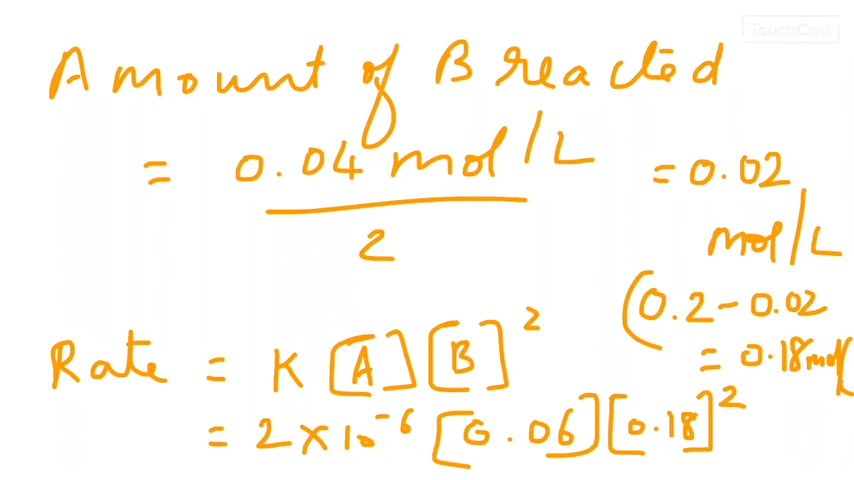 TouchCast
Amount of B reacted
= 0.04 mol/L / 2 = 0.02
mol/L
(0.2 - 0.02
= 0.18 mol(
Rate = K [A] [B]²
= 2 × 10⁻⁶ [0.06] [0.18]²